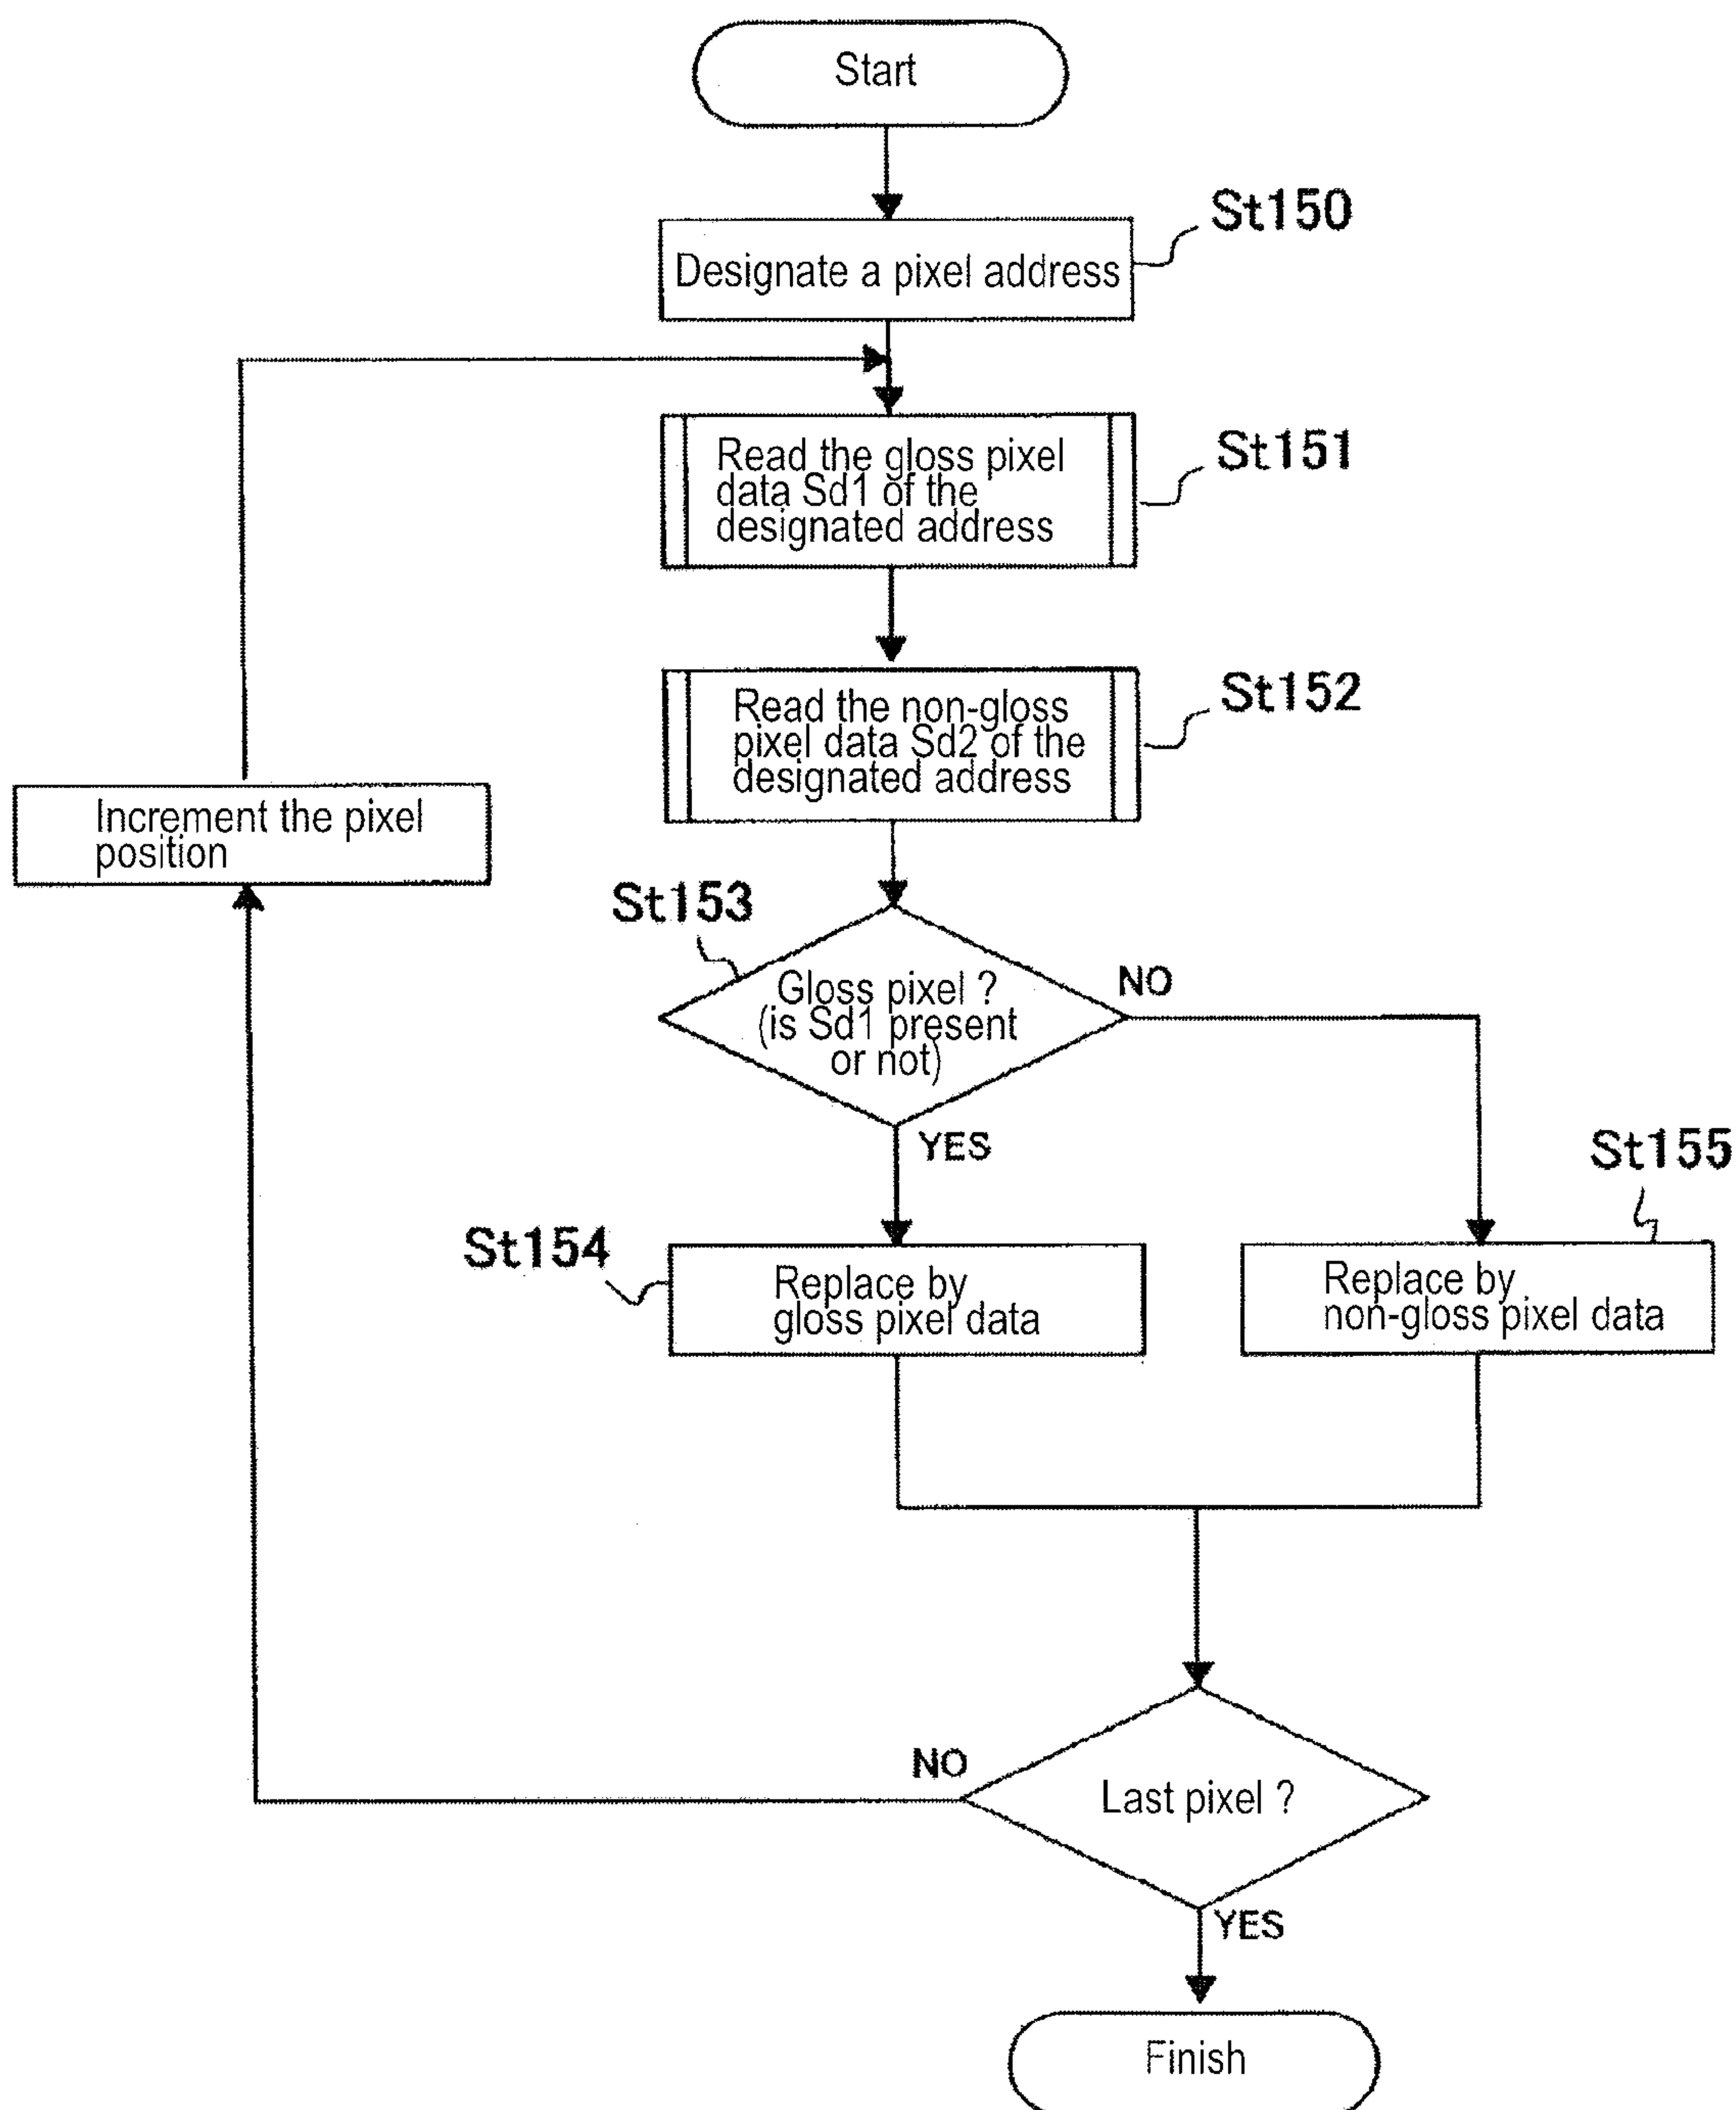 Start
St150
Designate a pixel address
St151
Read the gloss pixel
data Sd1 of the
designated address
St152
Read the non-gloss
pixel data Sd2 of the
designated address
Increment the pixel
position
St153
Gloss pixel ?
(is Sd1 present
or not)
NO
YES
St154
Replace by
gloss pixel data
St155
Replace by
non-gloss pixel data
NO
Last pixel ?
YES
Finish